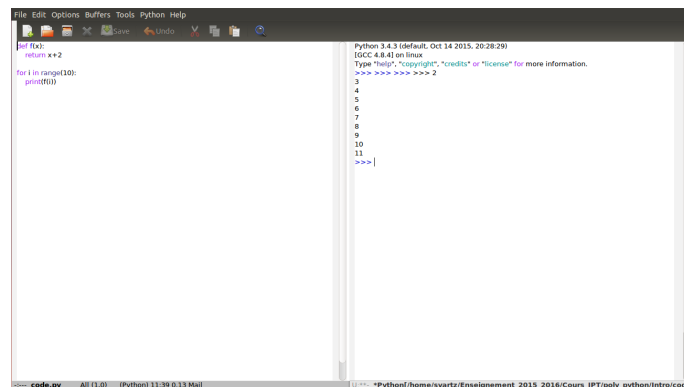 File Edit Options Buffers Tools Python Help
Save Undo
def f(x):
return x+2
for i in range(10):
print(f(i))
Python 3.4.3 (default, Oct 14 2015, 20:28:29)
[GCC 4.8.4] on linux
Type "help", "copyright", "credits" or "license" for more information.
>>> >>> >>> >>> 2
3
4
5
6
7
8
9
10
11
>>>
-:--- code.py All (1,0) (Python) 11:39 0.13 Mail
U:**- *Python[/home/svartz/Enseignement_2015_2016/Cours_IPT/poly_python/Intro/cod